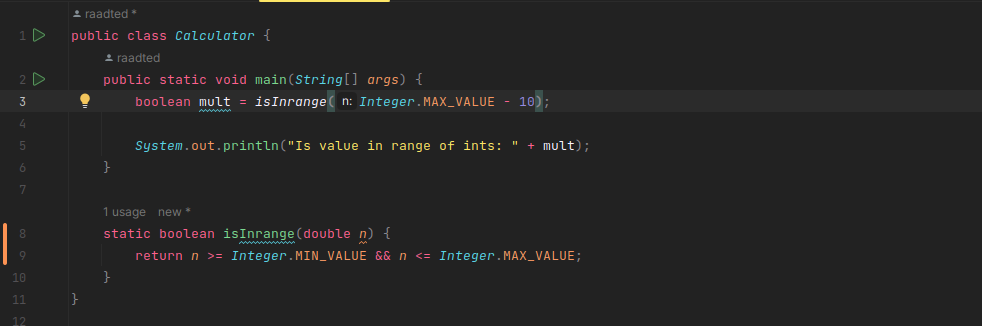 raadted *
1 public class Calculator {
raadted
2 public static void main(String[] args) {
3 boolean mult = isInrange( n: Integer.MAX_VALUE - 10);
4
5 System.out.println("Is value in range of ints: " + mult);
6 }
7
1 usage new *
8 static boolean isInrange(double n) {
9 return n >= Integer.MIN_VALUE && n <= Integer.MAX_VALUE;
10 }
11 }
12